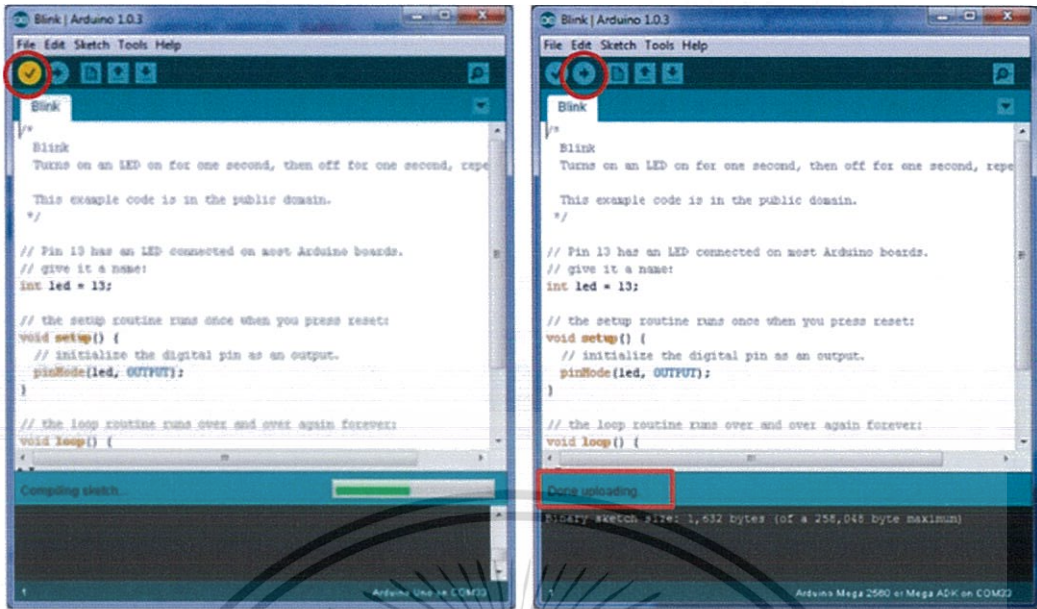 Blink | Arduino 1.0.3
File Edit Sketch Tools Help
Blink
/*
Blink
Turns on an LED on for one second, then off for one second, repe
This example code is in the public domain.
*/
// Pin 13 has an LED connected on most Arduino boards.
// give it a name:
int led = 13;
// the setup routine runs once when you press reset:
void setup() {
// initialize the digital pin as an output.
pinMode(led, OUTPUT);
}
// the loop routine runs over and over again forever:
void loop() {
Compiling sketch...
1
Arduino Uno on COM23
Blink | Arduino 1.0.3
File Edit Sketch Tools Help
Blink
/*
Blink
Turns on an LED on for one second, then off for one second, repe
This example code is in the public domain.
*/
// Pin 13 has an LED connected on most Arduino boards.
// give it a name:
int led = 13;
// the setup routine runs once when you press reset:
void setup() {
// initialize the digital pin as an output.
pinMode(led, OUTPUT);
}
// the loop routine runs over and over again forever:
void loop() {
Done uploading.
Binary sketch size: 1,632 bytes (of a 258,048 byte maximum)
1
Arduino Mega 2560 or Mega ADK on COM23